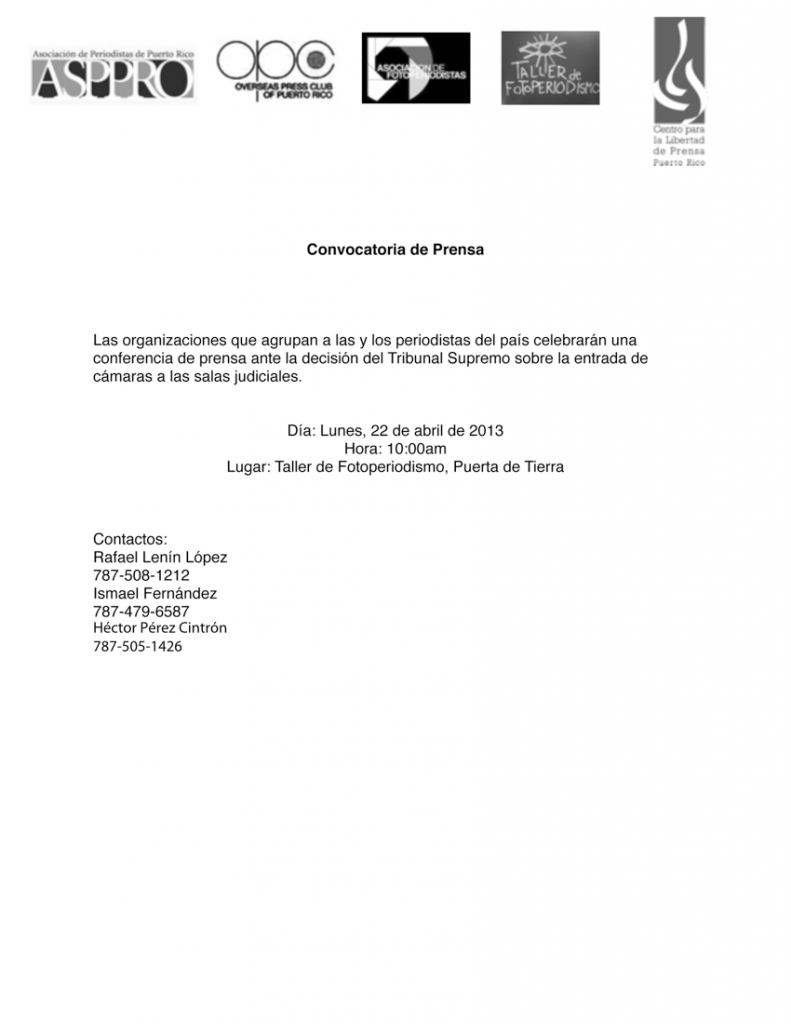 Asociación de Periodistas de Puerto Rico
ASPPRO
opc
OVERSEAS PRESS CLUB
OF PUERTO RICO
ASOCIACIÓN DE
FOTOPERIODISTAS
TALLER de
FOTOPERIODISMO
Centro para
la Libertad
de Prensa
Puerto Rico
Convocatoria de Prensa
Las organizaciones que agrupan a las y los periodistas del país celebrarán una
conferencia de prensa ante la decisión del Tribunal Supremo sobre la entrada de
cámaras a las salas judiciales.
Día: Lunes, 22 de abril de 2013
Hora: 10:00am
Lugar: Taller de Fotoperiodismo, Puerta de Tierra
Contactos:
Rafael Lenín López
787-508-1212
Ismael Fernández
787-479-6587
Héctor Pérez Cintrón
787-505-1426